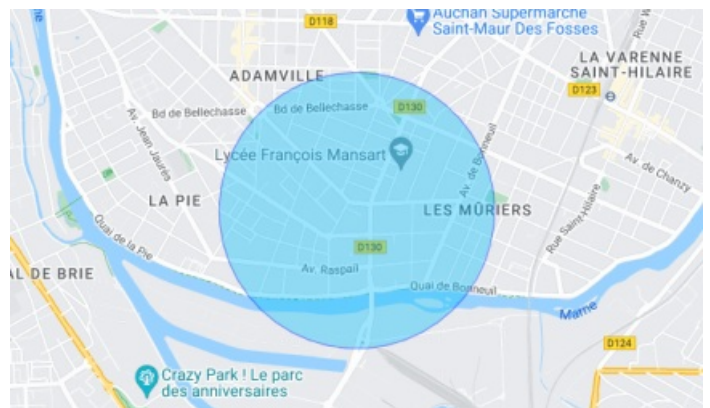 Auchan Supermarché
Saint-Maur Des Fosses
D118
LA VARENNE
SAINT-HILAIRE
ADAMVILLE
D123
Bd de Bellechasse
Bd de Bellechasse
D130
Av. Jean Jaurès
Lycée François Mansart
Av. de Bonneuil
Av. de Chanzy
LA PIE
LES MÛRIERS
Rue Saint-Hilaire
Quai de la Pie
D130
AL DE BRIE
Av. Raspail
Quai de Bonneuil
Marne
D124
Crazy Park ! Le parc
des anniversaires